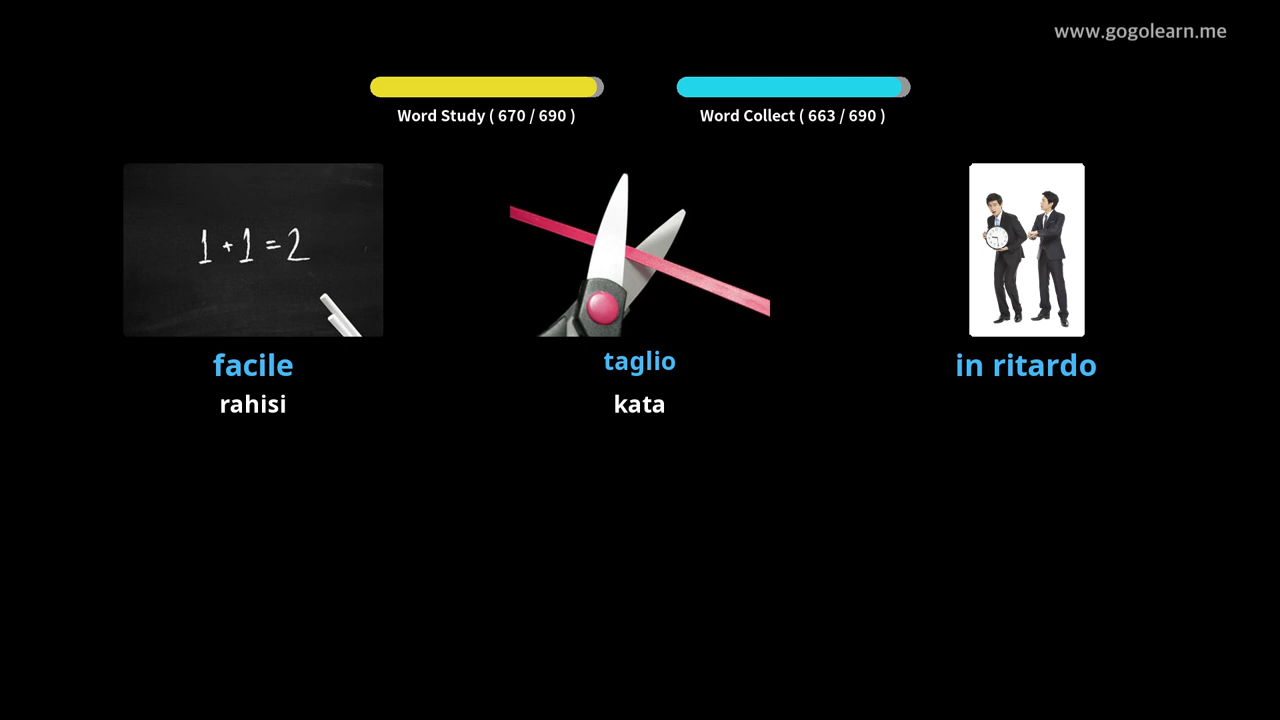 www.gogolearn.me
Word Study ( 670 / 690 )
Word Collect ( 663 / 690 )
1 + 1 = 2
facile
taglio
in ritardo
rahisi
kata